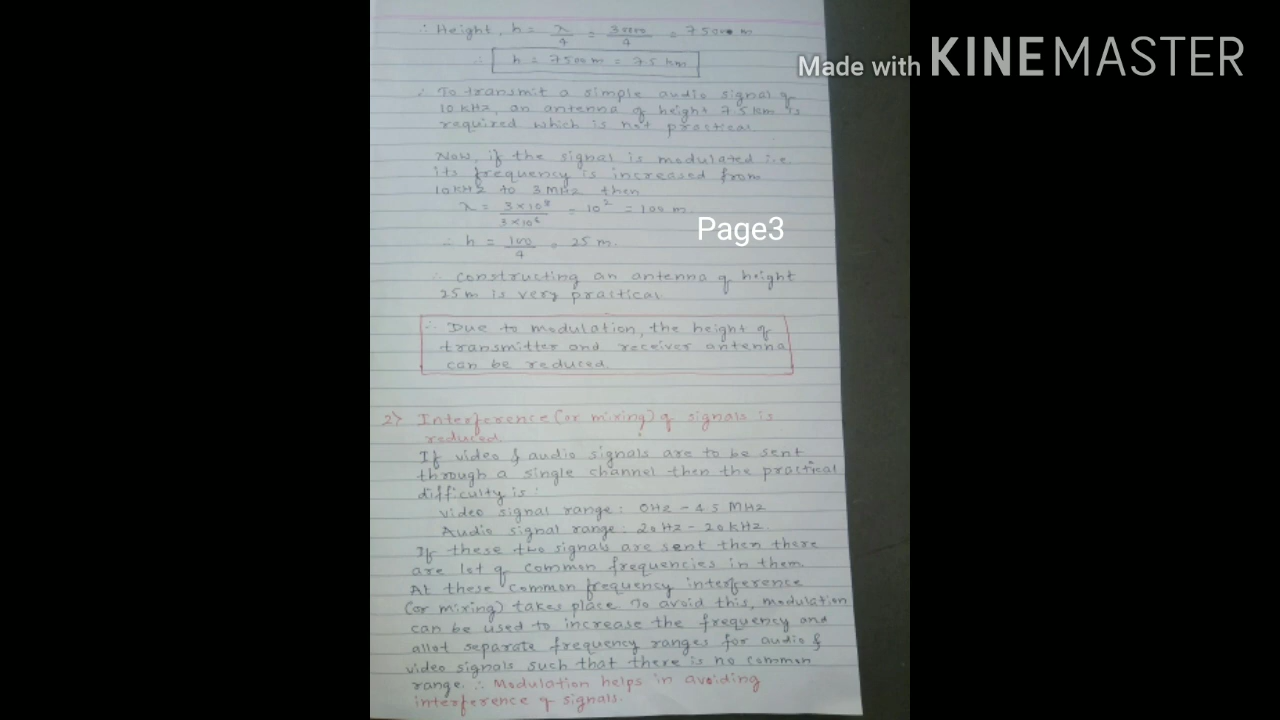 ∴ Height, h = λ/4 = 30000/4 = 7500 m
∴ h = 7500 m = 7.5 km
Made with KINEMASTER
∴ To transmit a simple audio signal of
10 kHz, an antenna of height 7.5 km is
required which is not practical
Now, if the signal is modulated i.e
its frequency is increased from
10 kHz to 3 MHz then
λ = 3×10⁸/3×10⁶ = 10² = 100 m.
Page3
∴ h = 100/4 = 25 m.
∴ Constructing an antenna of height
25m is very practical
∴ Due to modulation, the height of
transmitter and receiver antenna
can be reduced.
2> Interference (or mixing) of signals is
reduced.
If video & audio signals are to be sent
through a single channel then the practical
difficulty is :
Video signal range : 0Hz - 4.5 MHz
Audio signal range : 20 Hz - 20 kHz.
If these two signals are sent then there
are lot of common frequencies in them.
At these common frequency interference
(or mixing) takes place. To avoid this, modulation
can be used to increase the frequency and
allot separate frequency ranges for audio &
video signals such that there is no common
range. ∴ Modulation helps in avoiding
interference of signals.